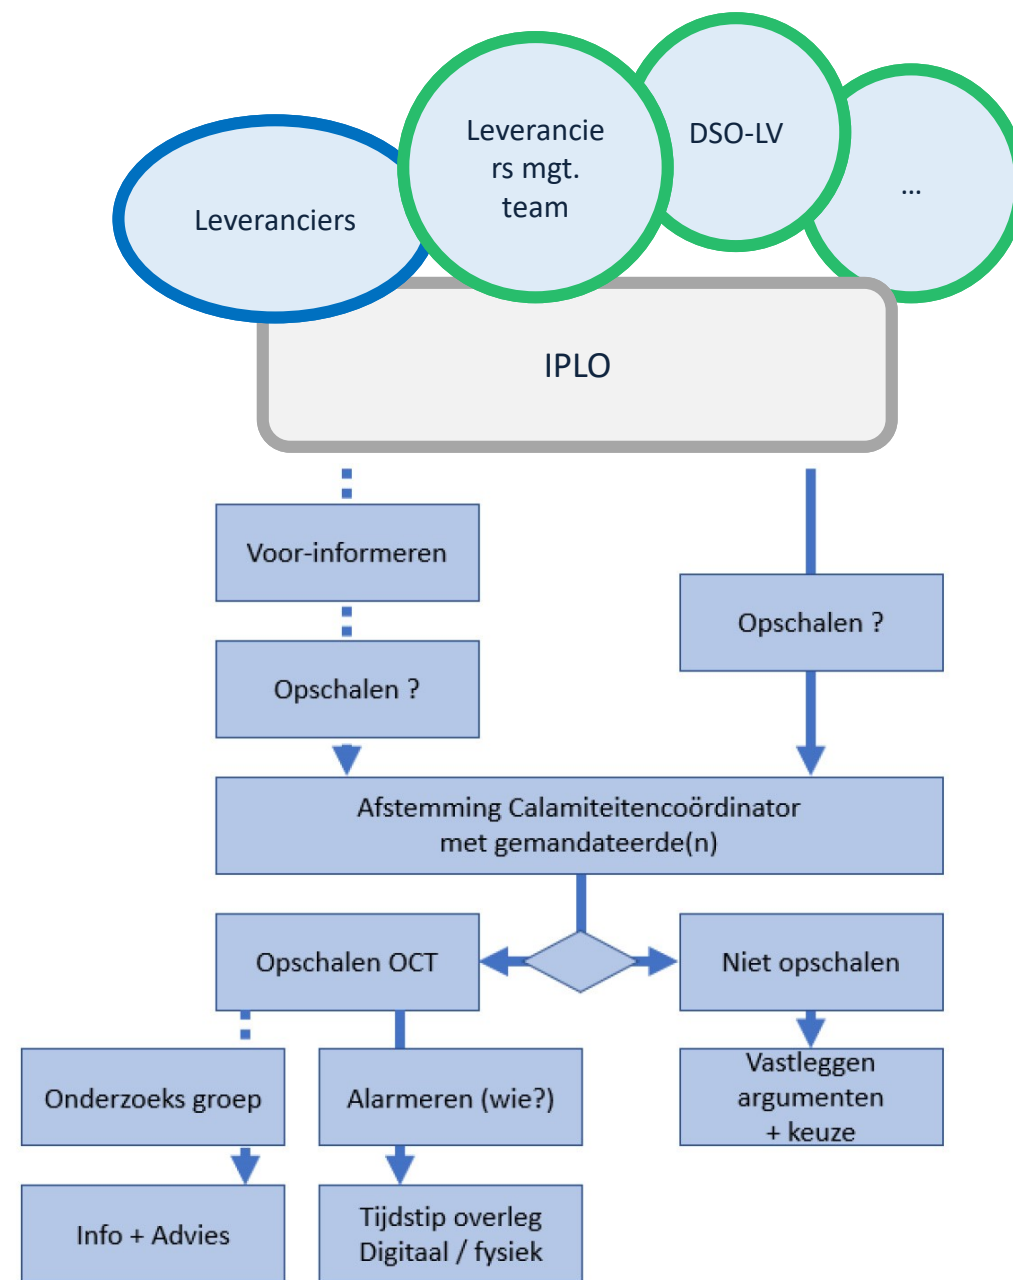 Leverancie
rs mgt.
team
DSO-LV
...
Leveranciers
IPLO
Voor-informeren
Opschalen ?
Opschalen ?
Afstemming Calamiteitencoördinator
met gemandateerde(n)
Opschalen OCT
Niet opschalen
Onderzoeks groep
Alarmeren (wie?)
Vastleggen
argumenten
+ keuze
Info + Advies
Tijdstip overleg
Digitaal / fysiek